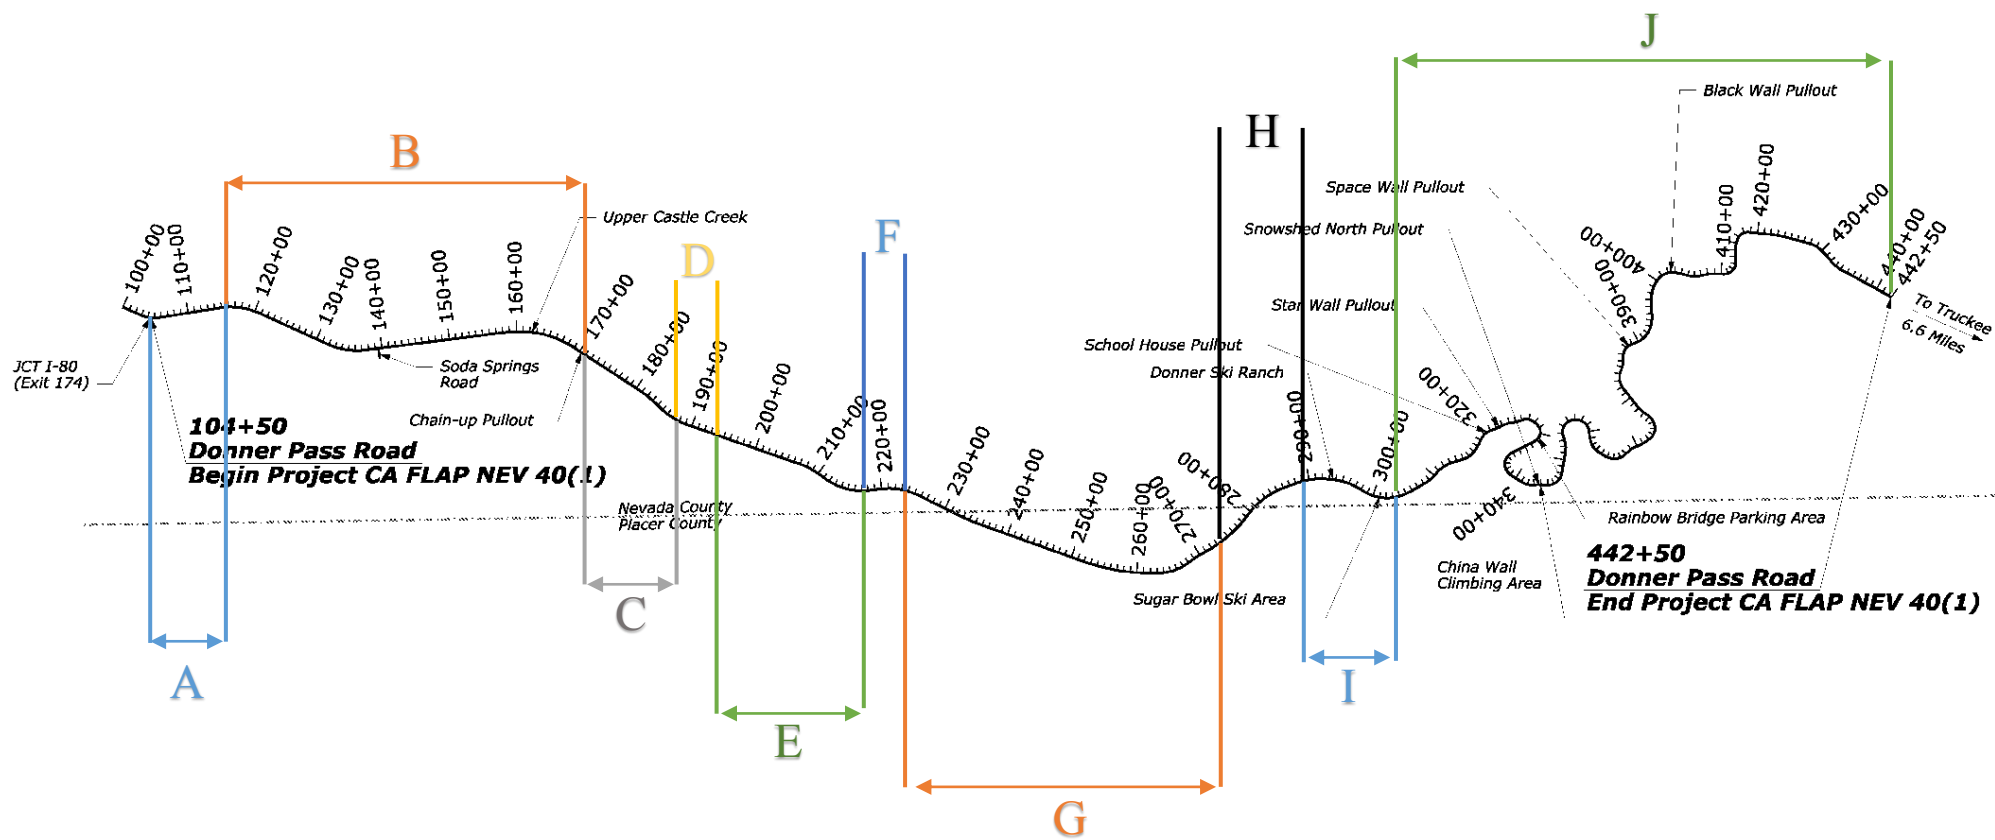 J
Black Wall Pullout
H
B
Space Wall Pullout
420+00
410+00
430+00
Upper Castle Creek
Snowshed North Pullout
440+00
442+50
400+00
F
D
100+00
110+00
120+00
130+00
140+00
150+00
160+00
170+00
180+00
190+00
390+00
Star Wall Pullout
To Truckee
6.6 Miles
School House Pullout
Donner Ski Ranch
JCT I-80
(Exit 174)
Soda Springs
Road
200+00
210+00
220+00
320+00
300+00
Chain-up Pullout
104+50
Donner Pass Road
Begin Project CA FLAP NEV 40(1)
230+00
240+00
250+00
260+00
270+00
280+00
290+00
340+00
Nevada County
Placer County
Rainbow Bridge Parking Area
China Wall
Climbing Area
442+50
Donner Pass Road
End Project CA FLAP NEV 40(1)
Sugar Bowl Ski Area
C
A
I
E
G